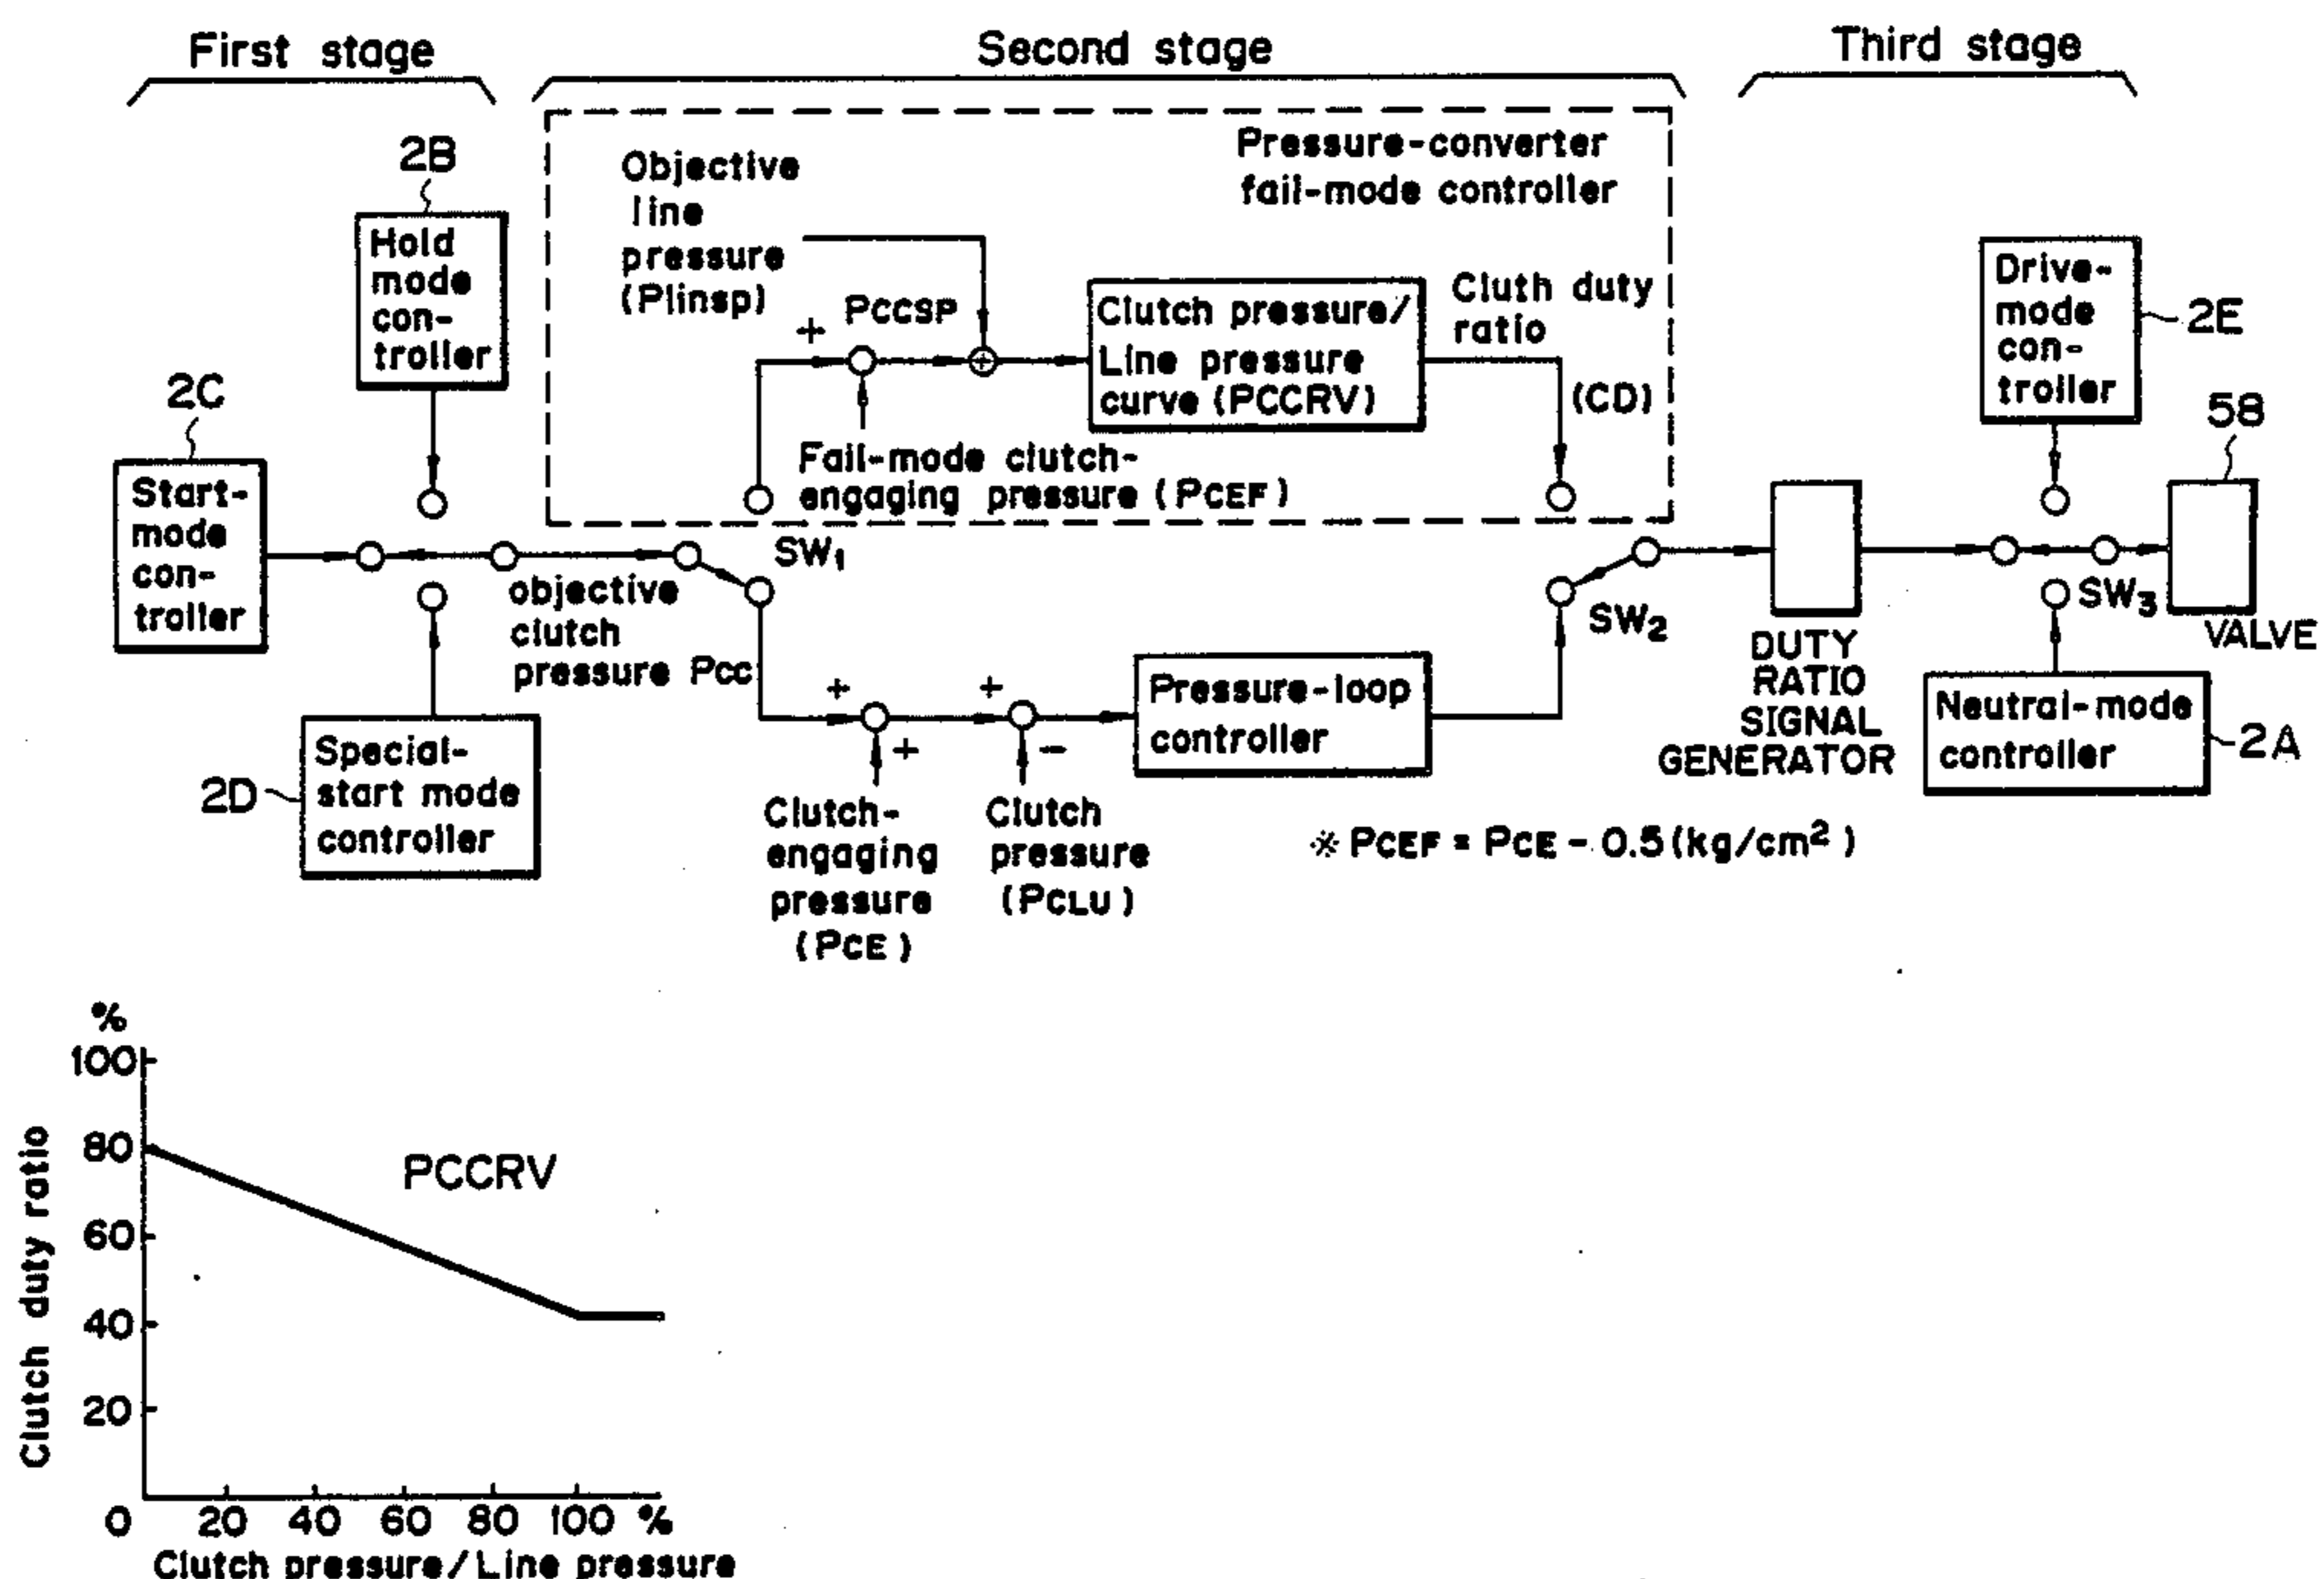 First stage
Second stage
Third stage
2B
Hold
mode
con-
troller
2C
Start-
mode
con-
troller
2D
Special-
start mode
controller
objective
clutch
pressure Pcc
SW1
Objective
line
pressure
(Plinsp)
+
PCCSP
+
Fail-mode clutch-
engaging pressure (PCEF)
Pressure-converter
fail-mode controller
Clutch pressure/
Line pressure
curve (PCCRV)
Cluth duty
ratio
(CD)
+
+
Clutch-
engaging
pressure
(PCE)
+
-
Clutch
pressure
(PCLU)
Pressure-loop
controller
SW2
DUTY
RATIO
SIGNAL
GENERATOR
Drive-
mode
con-
troller
2E
58
SW3
VALVE
Neutral-mode
controller
2A
※ PCEF = PCE - 0.5 (kg/cm2)
%
100
80
60
40
20
0
Clutch duty ratio
PCCRV
20 40 60 80 100 %
Clutch pressure/Line pressure